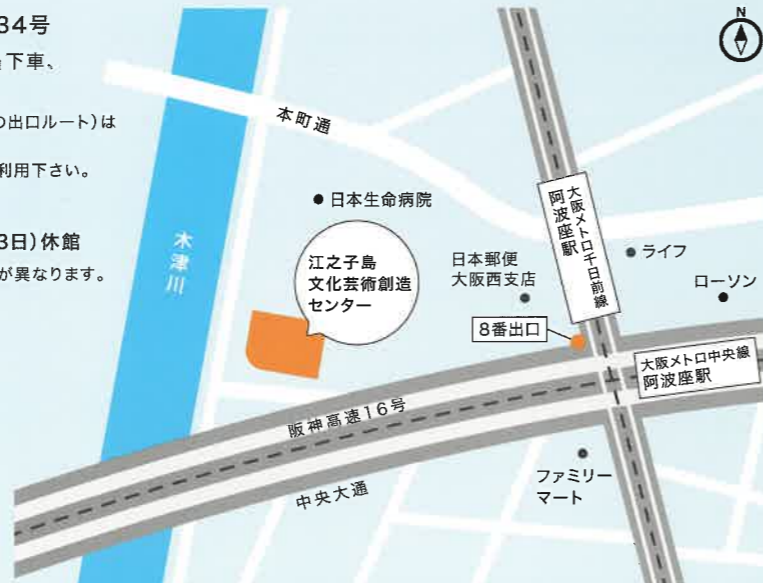 34号
下車、
の出口ルート)は
利用下さい。
3日)休館
が異なります。
N
本町通
日本生命病院
木津川
江之子島
文化芸術創造
センター
日本郵便
大阪西支店
大阪メトロ千日前線
阿波座駅
ライフ
ローソン
8番出口
大阪メトロ中央線
阿波座駅
阪神高速16号
中央大通
ファミリー
マート